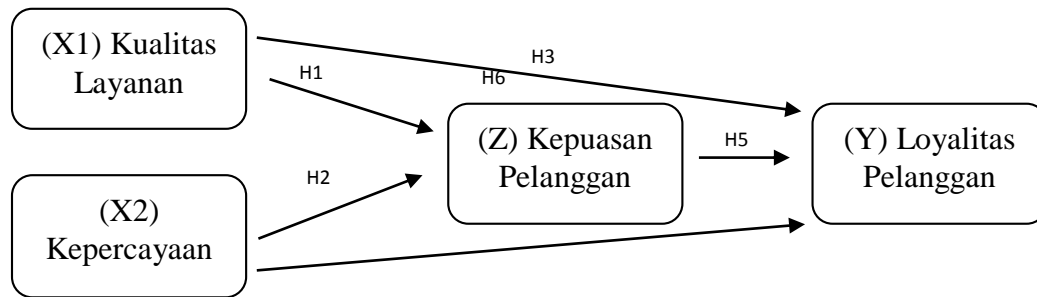 (X1) Kualitas
Layanan
H3
H6
H1
(Z) Kepuasan
Pelanggan
H5
(Y) Loyalitas
Pelanggan
H2
(X2)
Kepercayaan